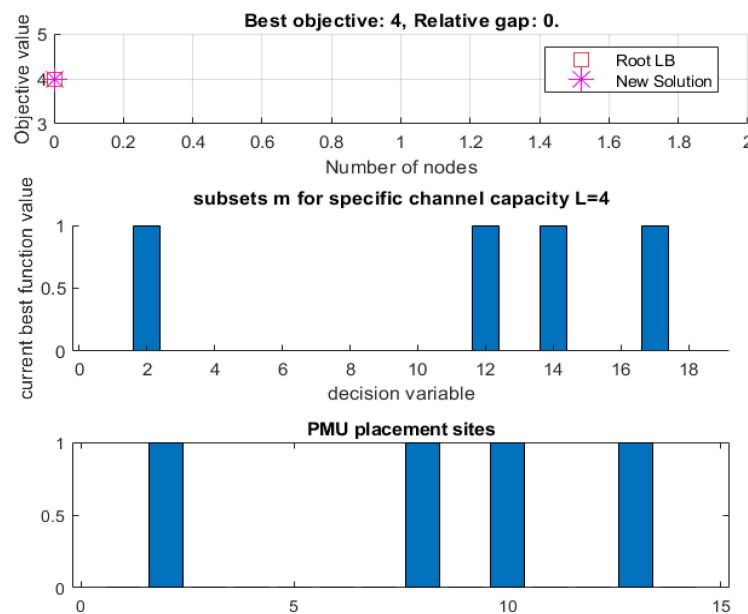 Best objective: 4, Relative gap: 0.
5
4
3
Objective value
Root LB
New Solution
0 0.2 0.4 0.6 0.8 1 1.2 1.4 1.6 1.8 2
Number of nodes
subsets m for specific channel capacity L=4
1
0.5
0
current best function value
0 2 4 6 8 10 12 14 16 18
decision variable
PMU placement sites
1
0.5
0
0 5 10 15